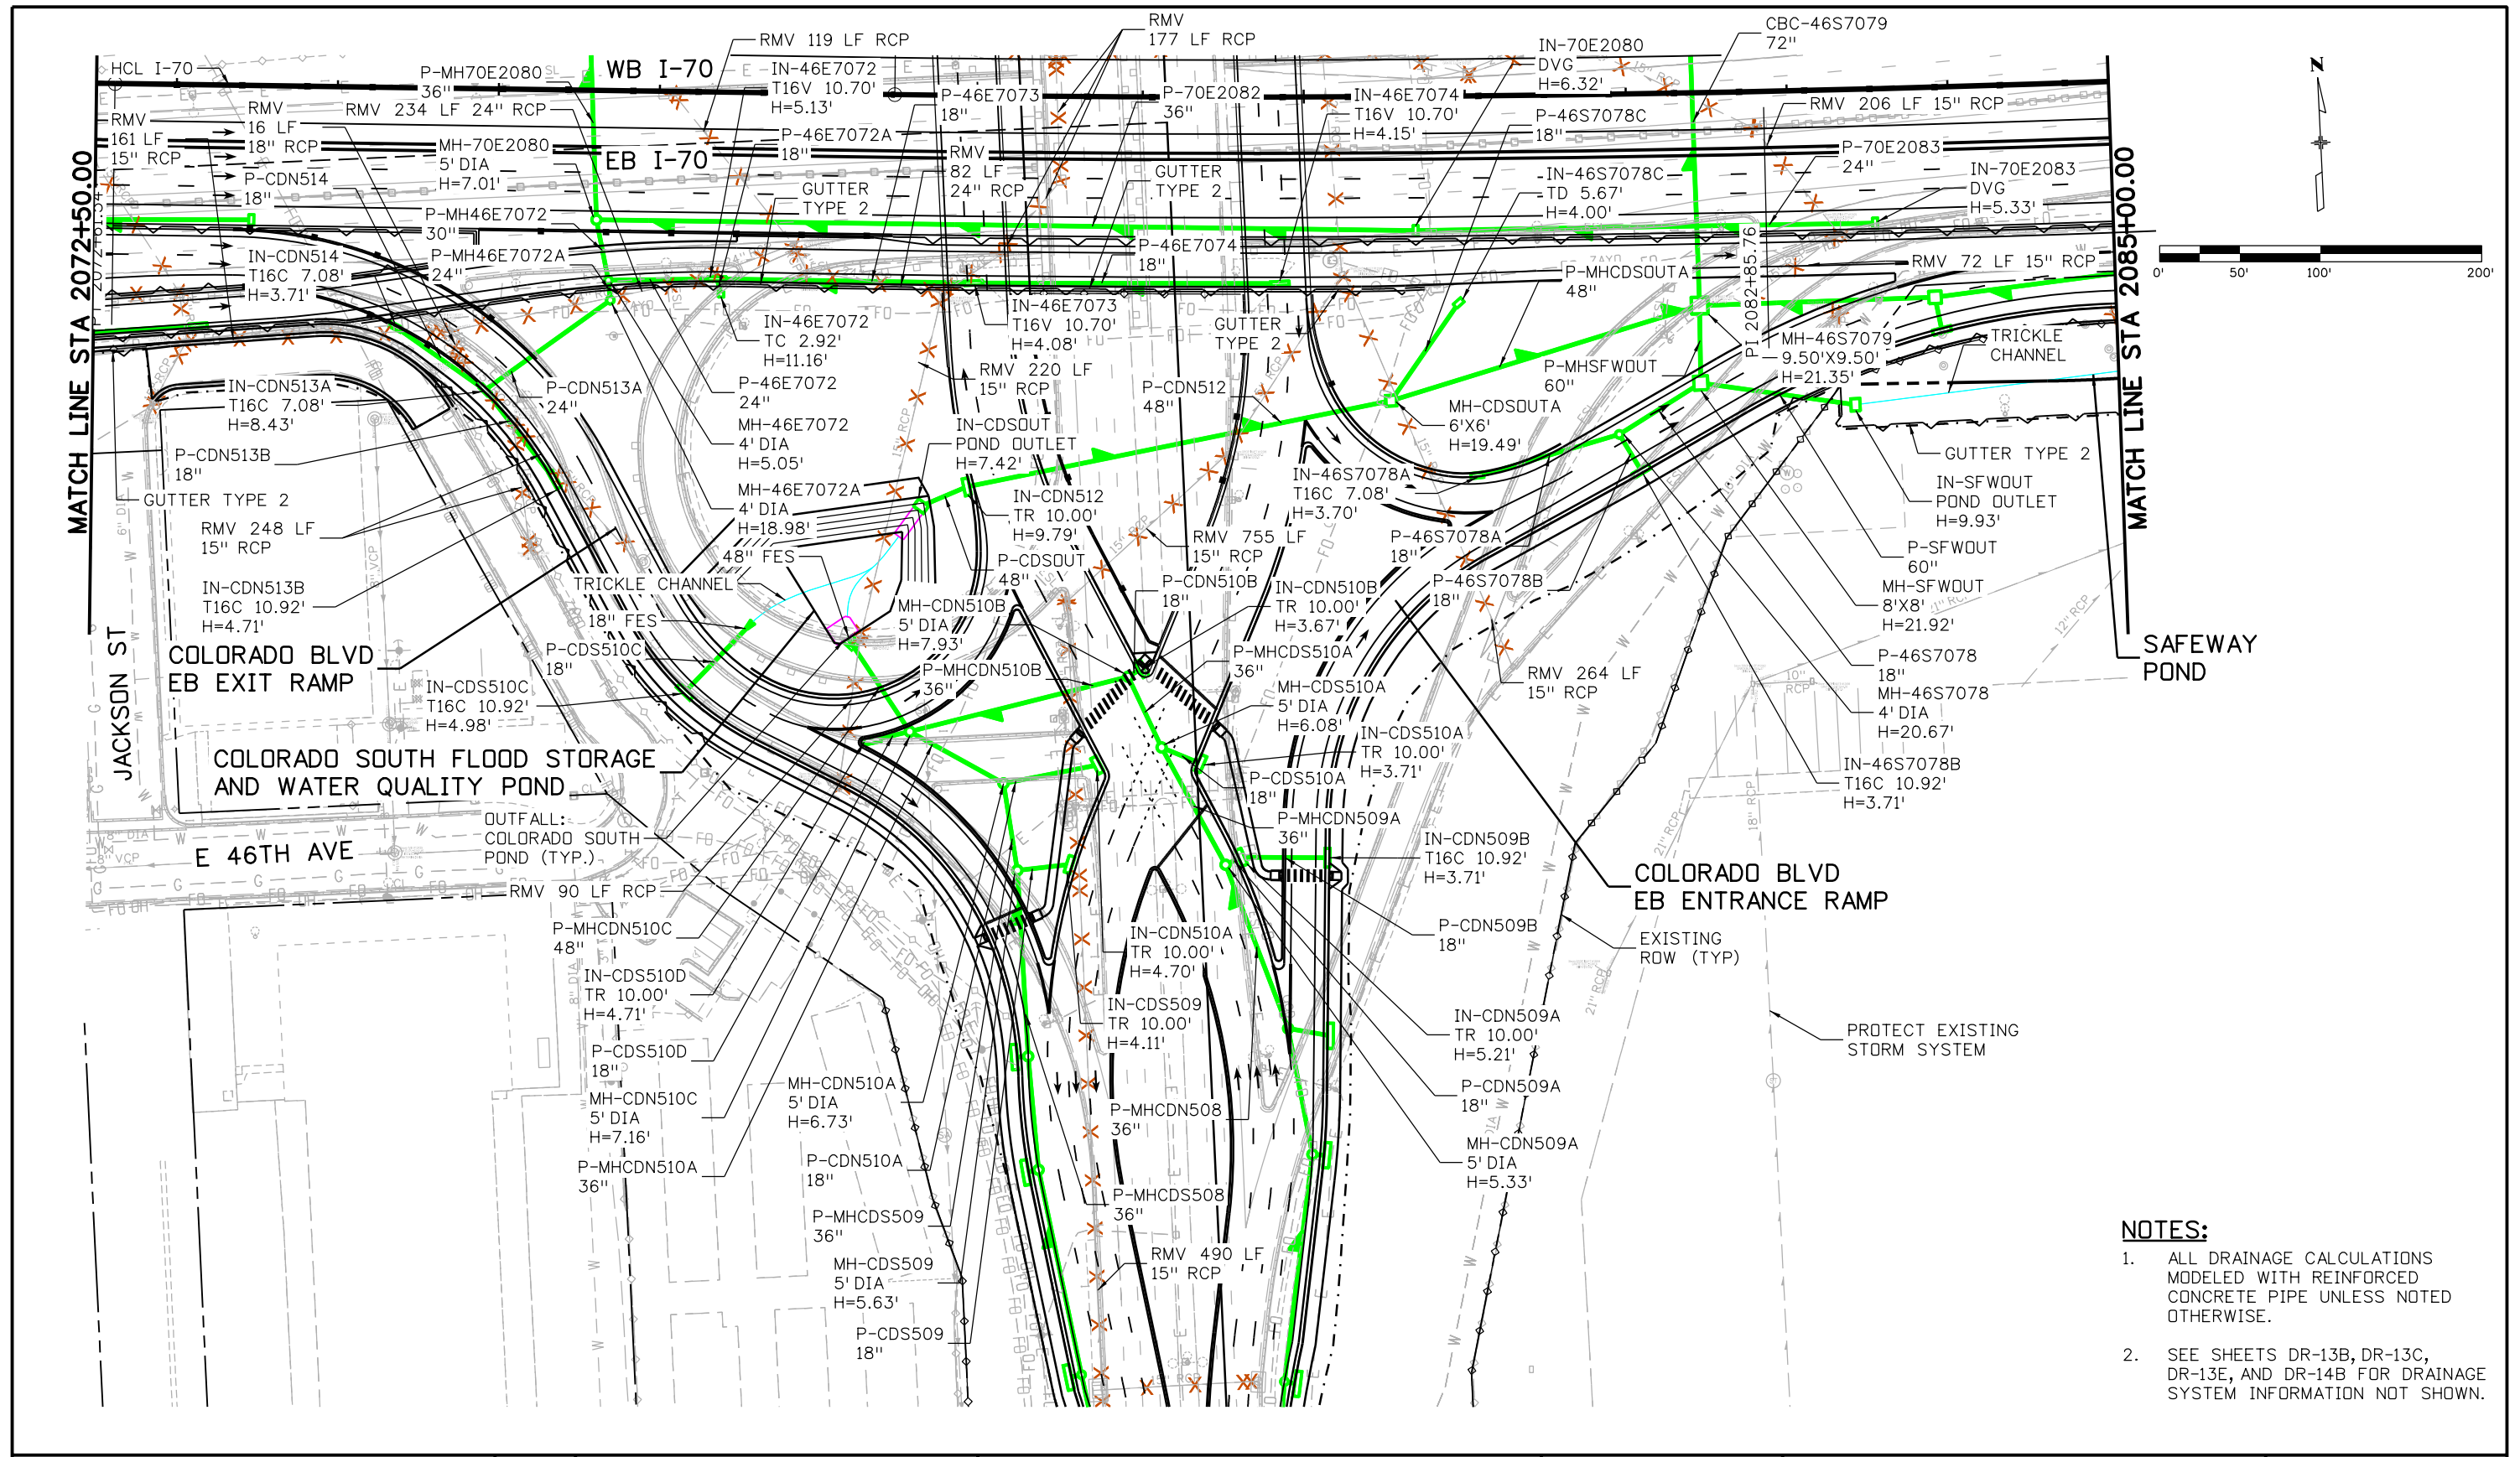 RMV
177 LF RCP
CBC-46S7079
72"
RMV 119 LF RCP
IN-70E2080
DVG
H=6.32'
HCL I-70
P-MH70E2080
36"
WB I-70
IN-46E7072
T16V 10.70'
H=5.13'
P-46E7073
18"
P-70E2082
36"
IN-46E7074
T16V 10.70'
H=4.15'
RMV 206 LF 15" RCP
RMV
161 LF
15" RCP
RMV
16 LF
18" RCP
RMV 234 LF 24" RCP
P-46S7078C
18"
MH-70E2080
5' DIA
H=7.01'
EB I-70
P-46E7072A
18"
RMV
82 LF
24" RCP
P-70E2083
24"
IN-70E2083
DVG
H=5.33'
P-CDN514
18"
GUTTER
TYPE 2
GUTTER
TYPE 2
IN-46S7078C
TD 5.67'
H=4.00'
P-MH46E7072
30"
P-46E7074
18"
IN-CDN514
T16C 7.08'
H=3.71'
P-MH46E7072A
24"
P-MHCDSOUTA
48"
RMV 72 LF 15" RCP
PI 2082+85.76
MATCH LINE STA 2072+50.00
MATCH LINE STA 2085+00.00
N
0'
50'
100'
200'
IN-46E7072
TC 2.92'
H=11.16'
IN-46E7073
T16V 10.70'
H=4.08'
GUTTER
TYPE 2
MH-46S7079
9.50'X9.50'
H=21.35'
TRICKLE
CHANNEL
IN-CDN513A
T16C 7.08'
H=8.43'
P-CDN513A
24"
P-46E7072
24"
RMV 220 LF
15" RCP
P-CDN512
48"
P-MHSFWOUT
60"
MH-CDSOUTA
6'X6'
H=19.49'
MH-46E7072
4' DIA
H=5.05'
IN-CDSOUT
POND OUTLET
H=7.42'
P-CDN513B
18"
GUTTER TYPE 2
GUTTER TYPE 2
MH-46E7072A
4' DIA
H=18.98'
IN-CDN512
TR 10.00'
H=9.79'
IN-46S7078A
T16C 7.08'
H=3.70'
IN-SFWOUT
POND OUTLET
H=9.93'
RMV 248 LF
15" RCP
RMV 755 LF
15" RCP
P-46S7078A
18"
P-SFWOUT
60"
48" FES
P-CDSOUT
48"
TRICKLE CHANNEL
IN-CDN513B
T16C 10.92'
H=4.71'
P-CDN510B
18"
IN-CDN510B
TR 10.00'
H=3.67'
P-46S7078B
18"
MH-SFWOUT
8'X8'
H=21.92'
MH-CDN510B
5' DIA
H=7.93'
18" FES
JACKSON ST
COLORADO BLVD
EB EXIT RAMP
P-CDS510C
18"
P-MHCDN510B
36"
P-MHCDS510A
36"
SAFEWAY
POND
P-46S7078
18"
RMV 264 LF
15" RCP
IN-CDS510C
T16C 10.92'
H=4.98'
MH-CDS510A
5' DIA
H=6.08'
MH-46S7078
4' DIA
H=20.67'
COLORADO SOUTH FLOOD STORAGE
AND WATER QUALITY POND
IN-CDS510A
TR 10.00'
H=3.71'
IN-46S7078B
T16C 10.92'
H=3.71'
P-CDS510A
18"
OUTFALL:
COLORADO SOUTH
POND (TYP.)
P-MHCDN509A
36"
IN-CDN509B
T16C 10.92'
H=3.71'
E 46TH AVE
COLORADO BLVD
EB ENTRANCE RAMP
RMV 90 LF RCP
P-MHCDN510C
48"
IN-CDN510A
TR 10.00'
H=4.70'
P-CDN509B
18"
EXISTING
ROW (TYP)
IN-CDS510D
TR 10.00'
H=4.71'
IN-CDS509
TR 10.00'
H=4.11'
IN-CDN509A
TR 10.00'
H=5.21'
PROTECT EXISTING
STORM SYSTEM
P-CDS510D
18"
MH-CDN510C
5' DIA
H=7.16'
MH-CDN510A
5' DIA
H=6.73'
P-MHCDN508
36"
P-CDN509A
18"
P-MHCDN510A
36"
P-CDN510A
18"
MH-CDN509A
5' DIA
H=5.33'
P-MHCDS508
36"
P-MHCDS509
36"
MH-CDS509
5' DIA
H=5.63'
RMV 490 LF
15" RCP
P-CDS509
18"
NOTES:
1. ALL DRAINAGE CALCULATIONS
MODELED WITH REINFORCED
CONCRETE PIPE UNLESS NOTED
OTHERWISE.
2. SEE SHEETS DR-13B, DR-13C,
DR-13E, AND DR-14B FOR DRAINAGE
SYSTEM INFORMATION NOT SHOWN.
21" RCP
12" RCP
10"
RCP
18" RCP
21" RCP
21" RCP
8" VCP